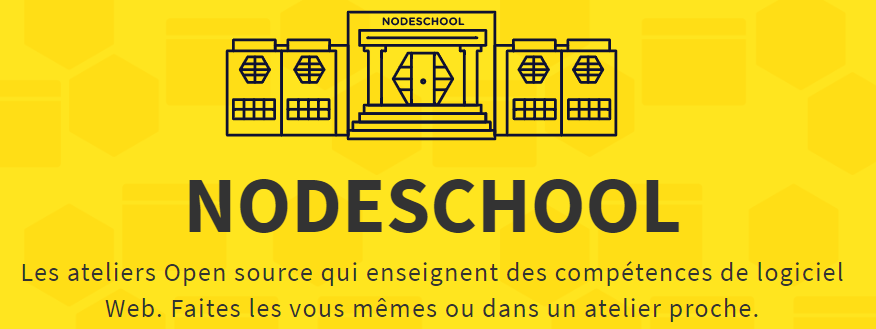 NODESCHOOL
NODESCHOOL
Les ateliers Open source qui enseignent des compétences de logiciel
Web. Faites les vous mêmes ou dans un atelier proche.